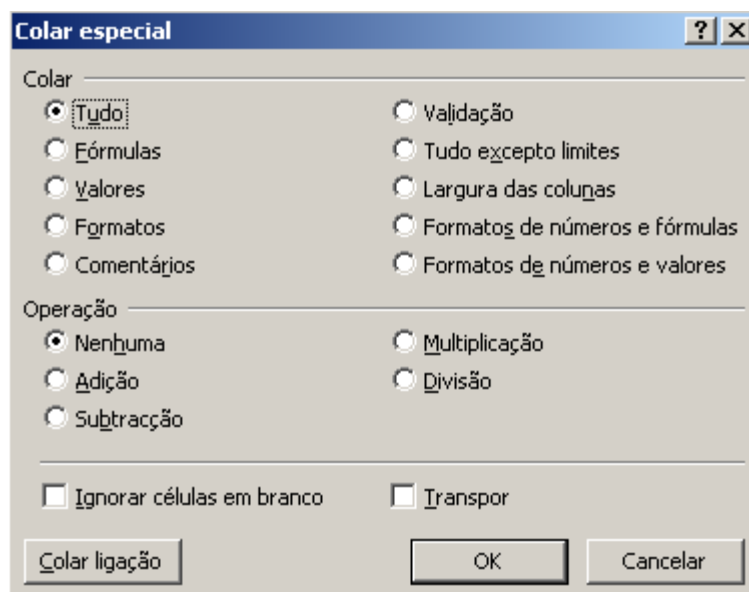 Colar especial
Colar
Tudo Validação
Fórmulas Tudo excepto limites
Valores Largura das colunas
Formatos Formatos de números e fórmulas
Comentários Formatos de números e valores
Operação
Nenhuma Multiplicação
Adição Divisão
Subtracção
Ignorar células em branco Transpor
Colar ligação OK Cancelar